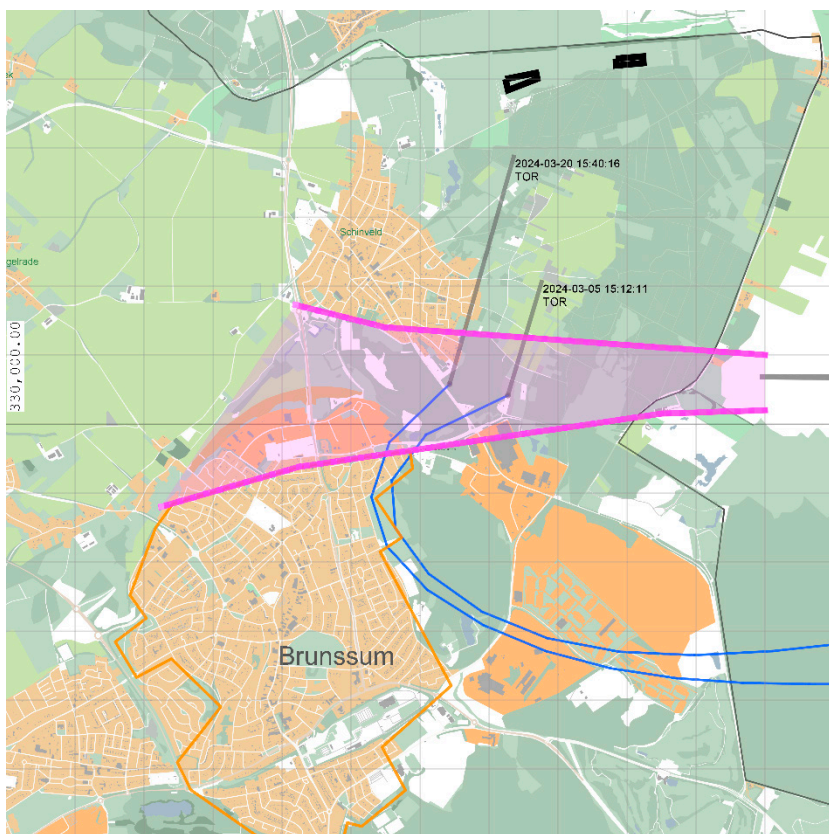 2024-03-20 15:40:16
TOR
Schinveld
gelrade
2024-03-05 15:12:11
TOR
330,000.00
Brunssum